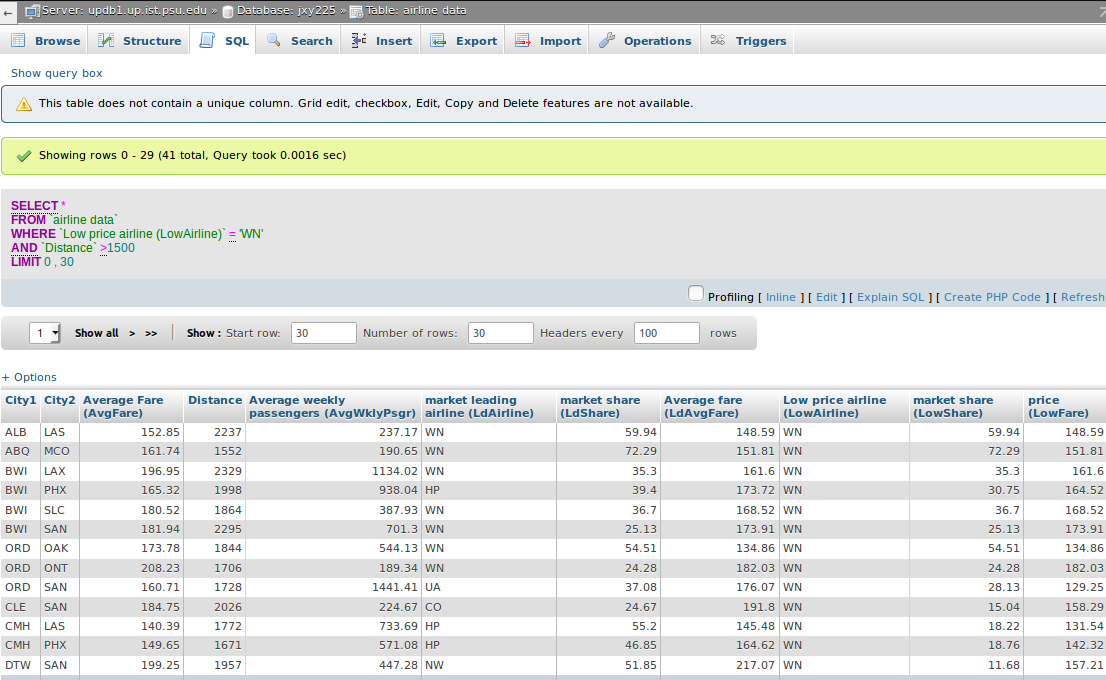 ← Server: updb1.up.ist.psu.edu » Database: jxy225 » Table: airline data
Browse Structure SQL Search Insert Export Import Operations Triggers
Show query box
This table does not contain a unique column. Grid edit, checkbox, Edit, Copy and Delete features are not available.
Showing rows 0 - 29 (41 total, Query took 0.0016 sec)
SELECT *
FROM `airline data`
WHERE `Low price airline (LowAirline)` = 'WN'
AND `Distance` >1500
LIMIT 0 , 30
Profiling [ Inline ] [ Edit ] [ Explain SQL ] [ Create PHP Code ] [ Refresh
1 Show all > >> Show : Start row: 30 Number of rows: 30 Headers every 100 rows
+ Options
City1 City2 Average Fare (AvgFare) Distance Average weekly passengers (AvgWklyPsgr) market leading airline (LdAirline) market share (LdShare) Average fare (LdAvgFare) Low price airline (LowAirline) market share (LowShare) price (LowFare)
ALB LAS 152.85 2237 237.17 WN 59.94 148.59 WN 59.94 148.59
ABQ MCO 161.74 1552 190.65 WN 72.29 151.81 WN 72.29 151.81
BWI LAX 196.95 2329 1134.02 WN 35.3 161.6 WN 35.3 161.6
BWI PHX 165.32 1998 938.04 HP 39.4 173.72 WN 30.75 164.52
BWI SLC 180.52 1864 387.93 WN 36.7 168.52 WN 36.7 168.52
BWI SAN 181.94 2295 701.3 WN 25.13 173.91 WN 25.13 173.91
ORD OAK 173.78 1844 544.13 WN 54.51 134.86 WN 54.51 134.86
ORD ONT 208.23 1706 189.34 WN 24.28 182.03 WN 24.28 182.03
ORD SAN 160.71 1728 1441.41 UA 37.08 176.07 WN 28.13 129.25
CLE SAN 184.75 2026 224.67 CO 24.67 191.8 WN 15.04 158.29
CMH LAS 140.39 1772 733.69 HP 55.2 145.48 WN 18.22 131.54
CMH PHX 149.65 1671 571.08 HP 46.85 164.62 WN 18.76 142.32
DTW SAN 199.25 1957 447.28 NW 51.85 217.07 WN 11.68 157.21